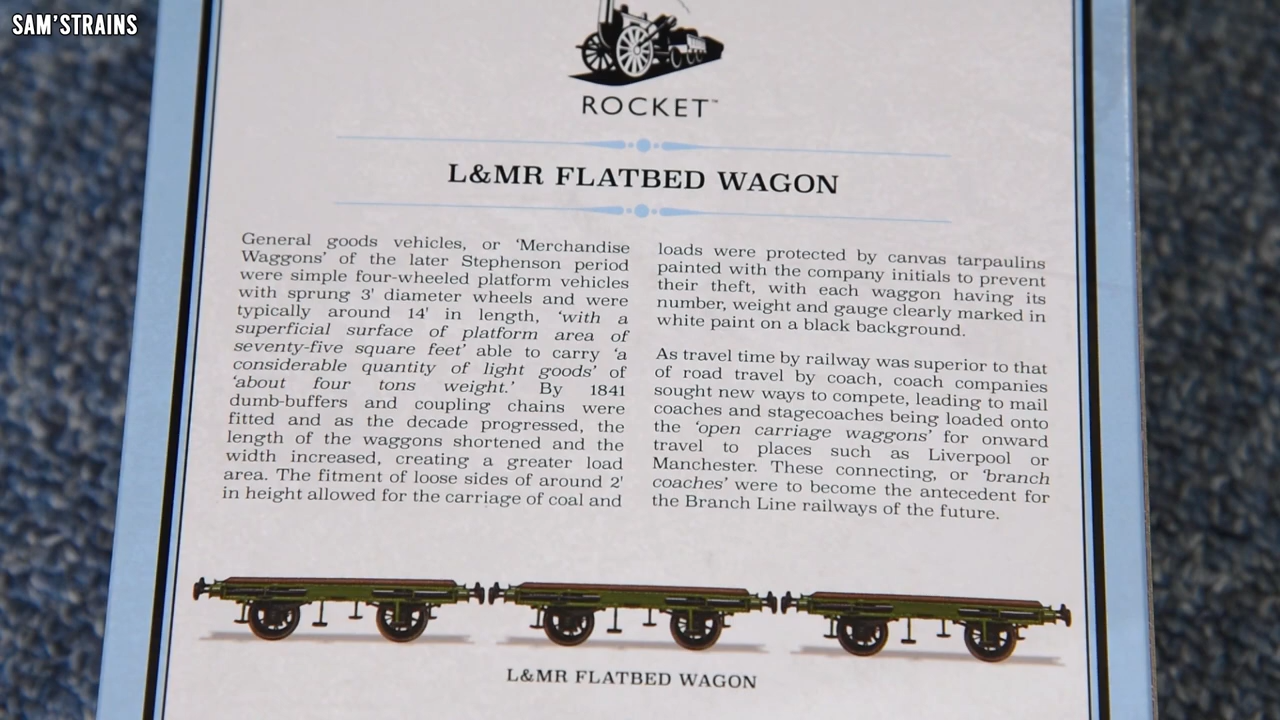 SAM'STRAINS
ROCKET™
L&MR FLATBED WAGON
General goods vehicles, or 'Merchandise
Waggons' of the later Stephenson period
were simple four-wheeled platform vehicles
with sprung 3' diameter wheels and were
typically around 14' in length, 'with a
superficial surface of platform area of
seventy-five square feet' able to carry 'a
considerable quantity of light goods' of
'about four tons weight.' By 1841
dumb-buffers and coupling chains were
fitted and as the decade progressed, the
length of the waggons shortened and the
width increased, creating a greater load
area. The fitment of loose sides of around 2'
in height allowed for the carriage of coal and
loads were protected by canvas tarpaulins
painted with the company initials to prevent
their theft, with each waggon having its
number, weight and gauge clearly marked in
white paint on a black background.
As travel time by railway was superior to that
of road travel by coach, coach companies
sought new ways to compete, leading to mail
coaches and stagecoaches being loaded onto
the 'open carriage waggons' for onward
travel to places such as Liverpool or
Manchester. These connecting, or 'branch
coaches' were to become the antecedent for
the Branch Line railways of the future.
L&MR FLATBED WAGON